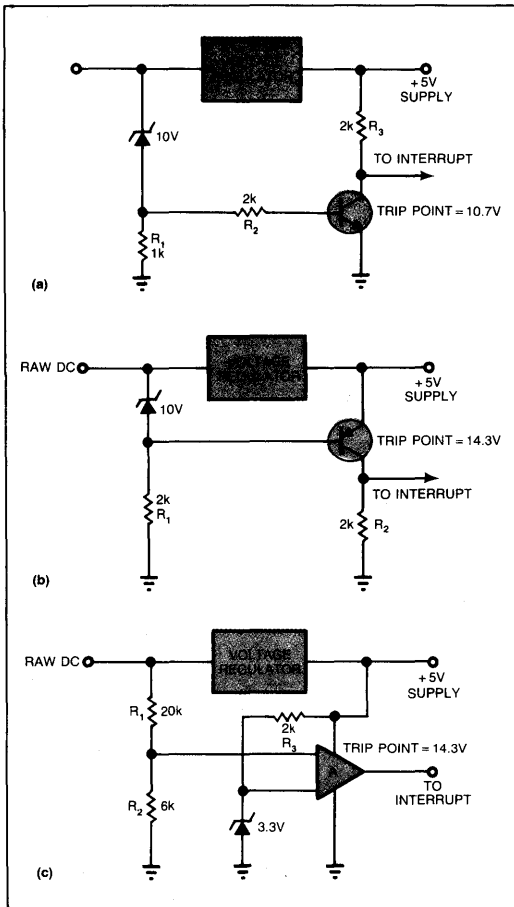 +5V
SUPPLY
10V
2k R3
TO INTERRUPT
2k
R2
TRIP POINT = 10.7V
R1
1k
(a)
RAW DC
+5V
SUPPLY
10V
TRIP POINT = 14.3V
TO INTERRUPT
2k
R1
2k R2
(b)
RAW DC
VOLTAGE
REGULATOR
+5V
SUPPLY
R1 20k
2k
R3
TRIP POINT = 14.3V
R2 6k
TO
INTERRUPT
3.3V
(c)